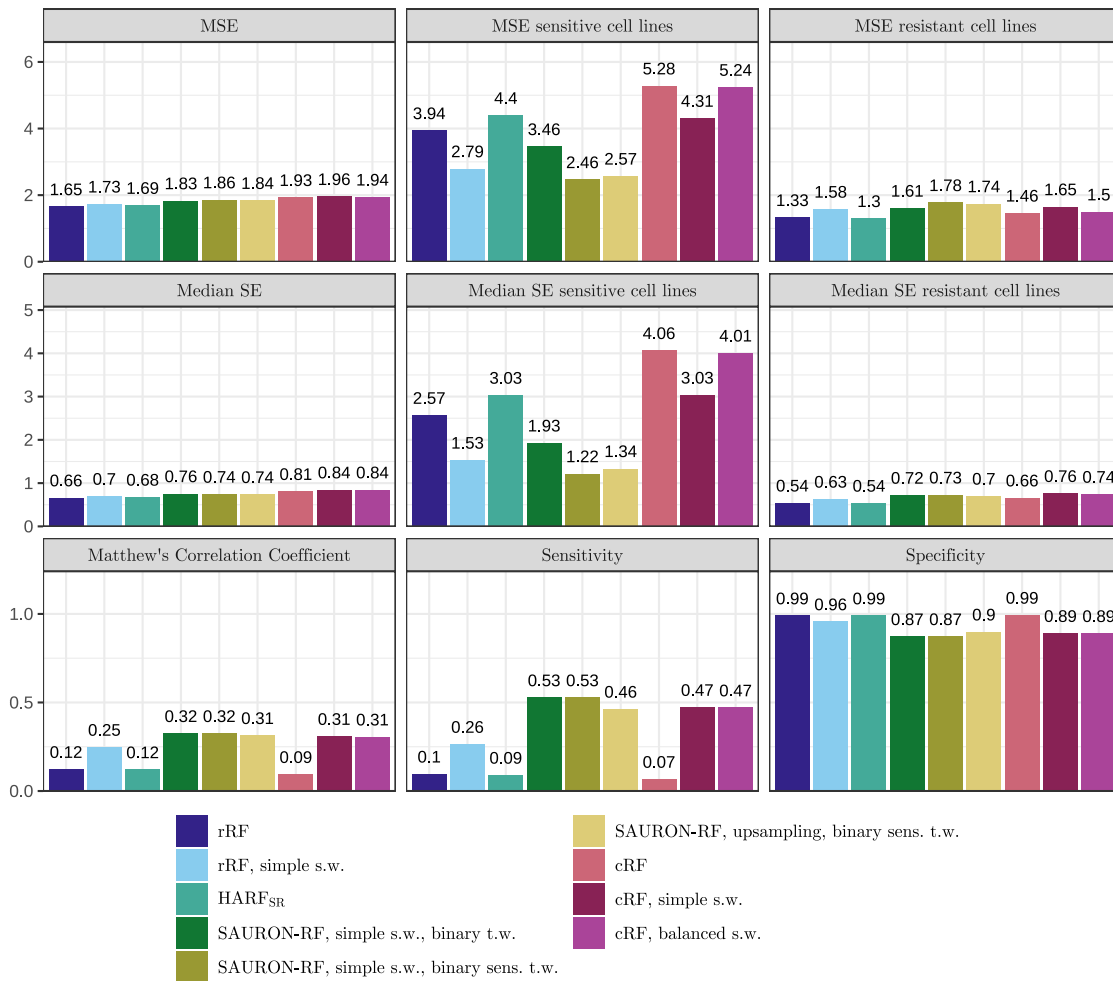 MSE
MSE sensitive cell lines
MSE resistant cell lines
6
4
2
0
1.65 1.73 1.69 1.83 1.86 1.84 1.93 1.96 1.94
3.94 2.79 4.4 3.46 2.46 2.57 5.28 4.31 5.24
1.33 1.58 1.3 1.61 1.78 1.74 1.46 1.65 1.5
Median SE
Median SE sensitive cell lines
Median SE resistant cell lines
5
4
3
2
1
0
0.66 0.7 0.68 0.76 0.74 0.74 0.81 0.84 0.84
2.57 1.53 3.03 1.93 1.22 1.34 4.06 3.03 4.01
0.54 0.63 0.54 0.72 0.73 0.7 0.66 0.76 0.74
Matthew's Correlation Coefficient
Sensitivity
Specificity
1.0
0.5
0.0
0.12 0.25 0.12 0.32 0.32 0.31 0.09 0.31 0.31
0.1 0.26 0.09 0.53 0.53 0.46 0.07 0.47 0.47
0.99 0.96 0.99 0.87 0.87 0.9 0.99 0.89 0.89
rRF
rRF, simple s.w.
HARF_SR
SAURON-RF, simple s.w., binary t.w.
SAURON-RF, simple s.w., binary sens. t.w.
SAURON-RF, upsampling, binary sens. t.w.
cRF
cRF, simple s.w.
cRF, balanced s.w.